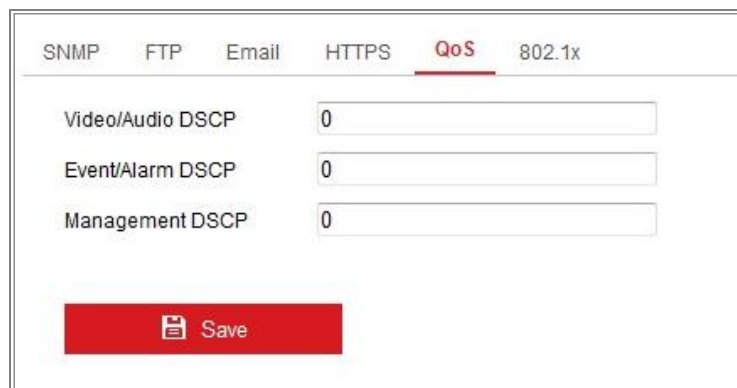 SNMP FTP Email HTTPS QoS 802.1x
Video/Audio DSCP 0
Event/Alarm DSCP 0
Management DSCP 0
Save